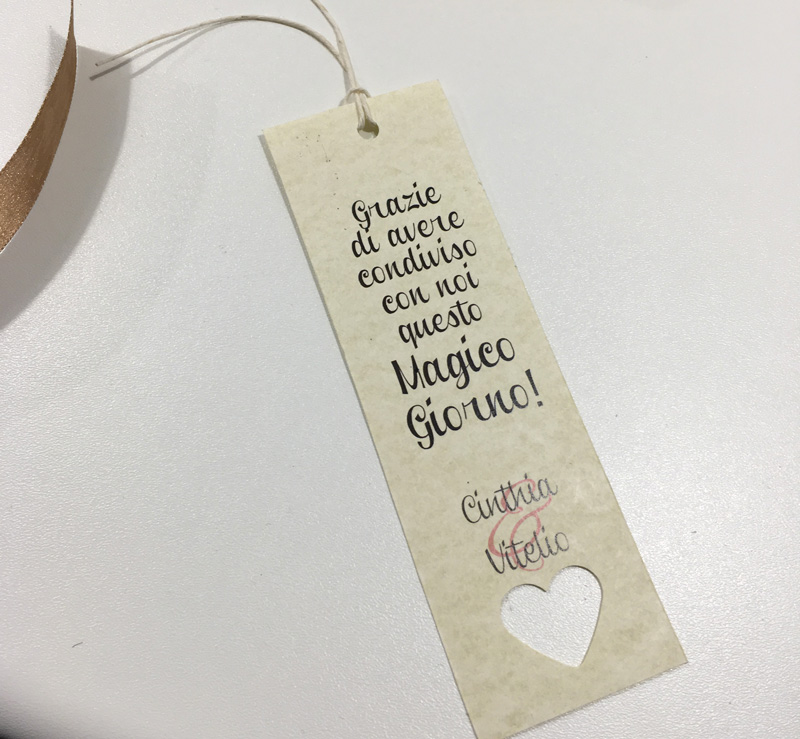 Grazie
di avere
condiviso
con noi
questo
Magico
Giorno!
Cinthia
&
Vitelio